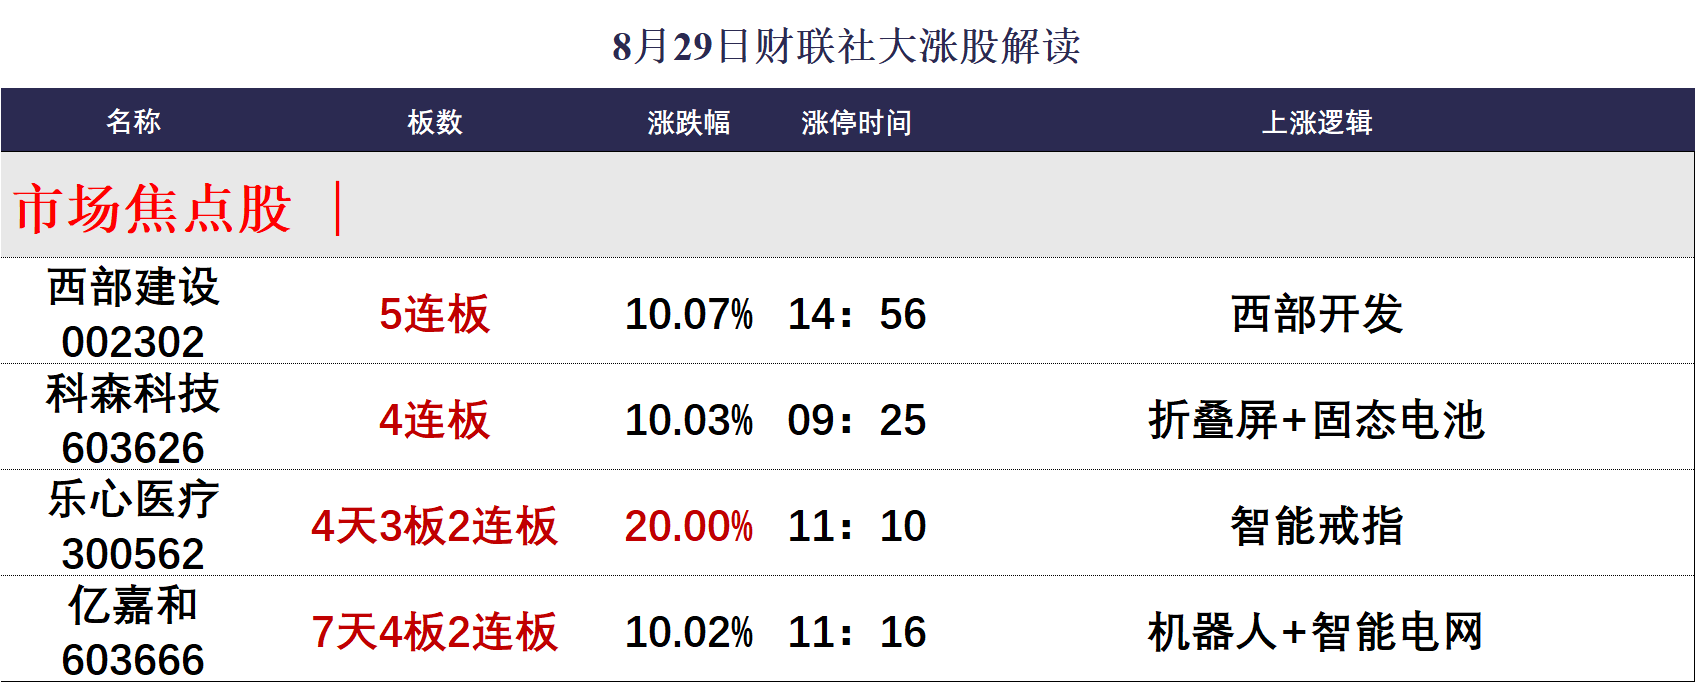 8月29日财联社大涨股解读
名称 板数 涨跌幅 涨停时间 上涨逻辑
市场焦点股 |
西部建设
002302 5连板 10.07% 14：56 西部开发
科森科技
603626 4连板 10.03% 09：25 折叠屏+固态电池
乐心医疗
300562 4天3板2连板 20.00% 11：10 智能戒指
亿嘉和
603666 7天4板2连板 10.02% 11：16 机器人+智能电网